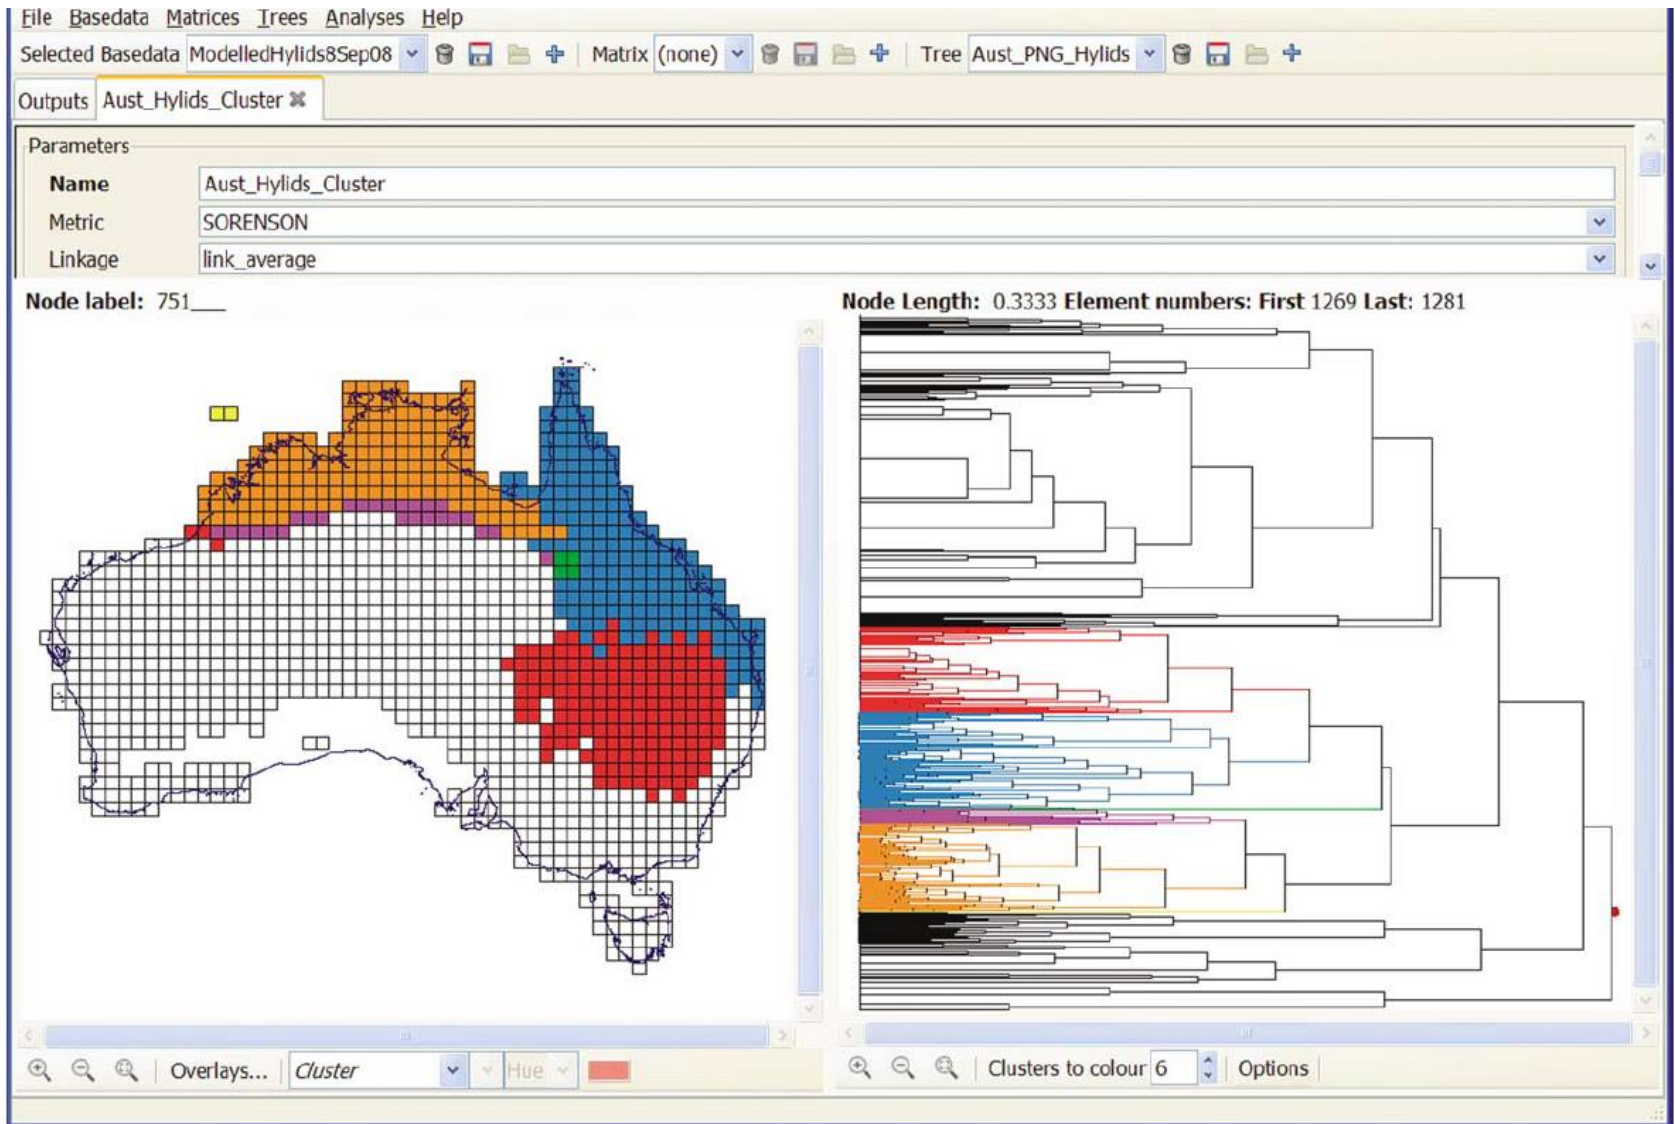 File Basedata Matrices Trees Analyses Help
Selected Basedata ModelledHylids8Sep08 Matrix (none) Tree Aust_PNG_Hylids
Outputs Aust_Hylids_Cluster
Parameters
Name Aust_Hylids_Cluster
Metric SORENSON
Linkage link_average
Node label: 751___
Node Length: 0.3333 Element numbers: First 1269 Last: 1281
Overlays... Cluster Hue
Clusters to colour 6 Options